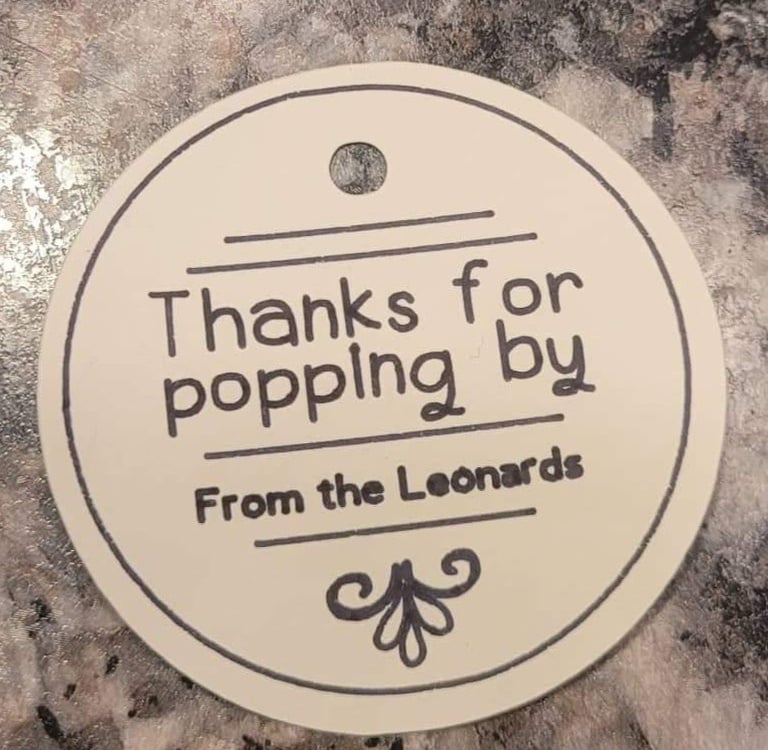 Thanks for
popping by
From the Leonards